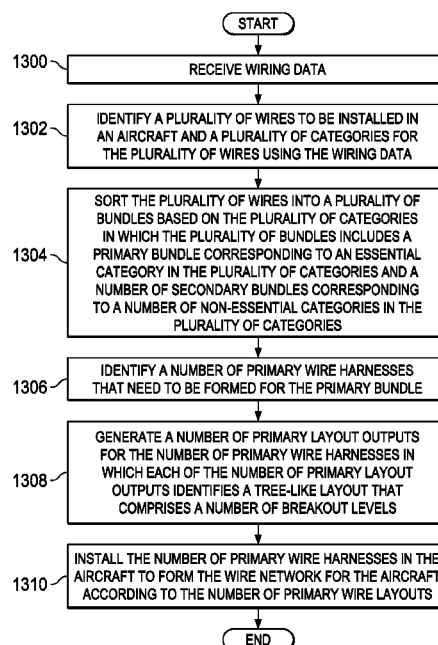 START
1300
RECEIVE WIRING DATA
1302
IDENTIFY A PLURALITY OF WIRES TO BE INSTALLED IN
AN AIRCRAFT AND A PLURALITY OF CATEGORIES FOR
THE PLURALITY OF WIRES USING THE WIRING DATA
1304
SORT THE PLURALITY OF WIRES INTO A PLURALITY OF
BUNDLES BASED ON THE PLURALITY OF CATEGORIES
IN WHICH THE PLURALITY OF BUNDLES INCLUDES A
PRIMARY BUNDLE CORRESPONDING TO AN ESSENTIAL
CATEGORY IN THE PLURALITY OF CATEGORIES AND A
NUMBER OF SECONDARY BUNDLES CORRESPONDING
TO A NUMBER OF NON-ESSENTIAL CATEGORIES IN THE
PLURALITY OF CATEGORIES
1306
IDENTIFY A NUMBER OF PRIMARY WIRE HARNESSES
THAT NEED TO BE FORMED FOR THE PRIMARY BUNDLE
1308
GENERATE A NUMBER OF PRIMARY LAYOUT OUTPUTS
FOR THE NUMBER OF PRIMARY WIRE HARNESSES IN
WHICH EACH OF THE NUMBER OF PRIMARY LAYOUT
OUTPUTS IDENTIFIES A TREE-LIKE LAYOUT THAT
COMPRISES A NUMBER OF BREAKOUT LEVELS
1310
INSTALL THE NUMBER OF PRIMARY WIRE HARNESSES IN THE
AIRCRAFT TO FORM THE WIRE NETWORK FOR THE AIRCRAFT
ACCORDING TO THE NUMBER OF PRIMARY WIRE LAYOUTS
END